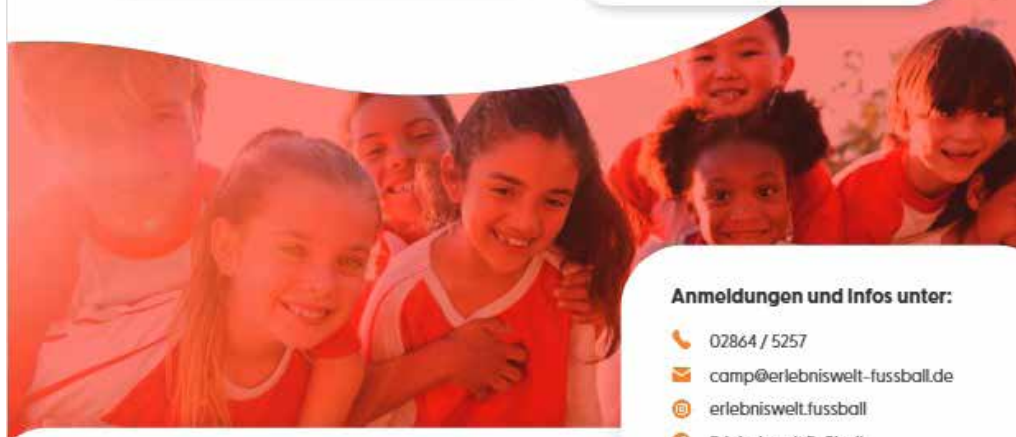 Anmeldungen und Infos unter:
02864 / 5257
camp@erlebniswelt-fussball.de
erlebniswelt.fussball